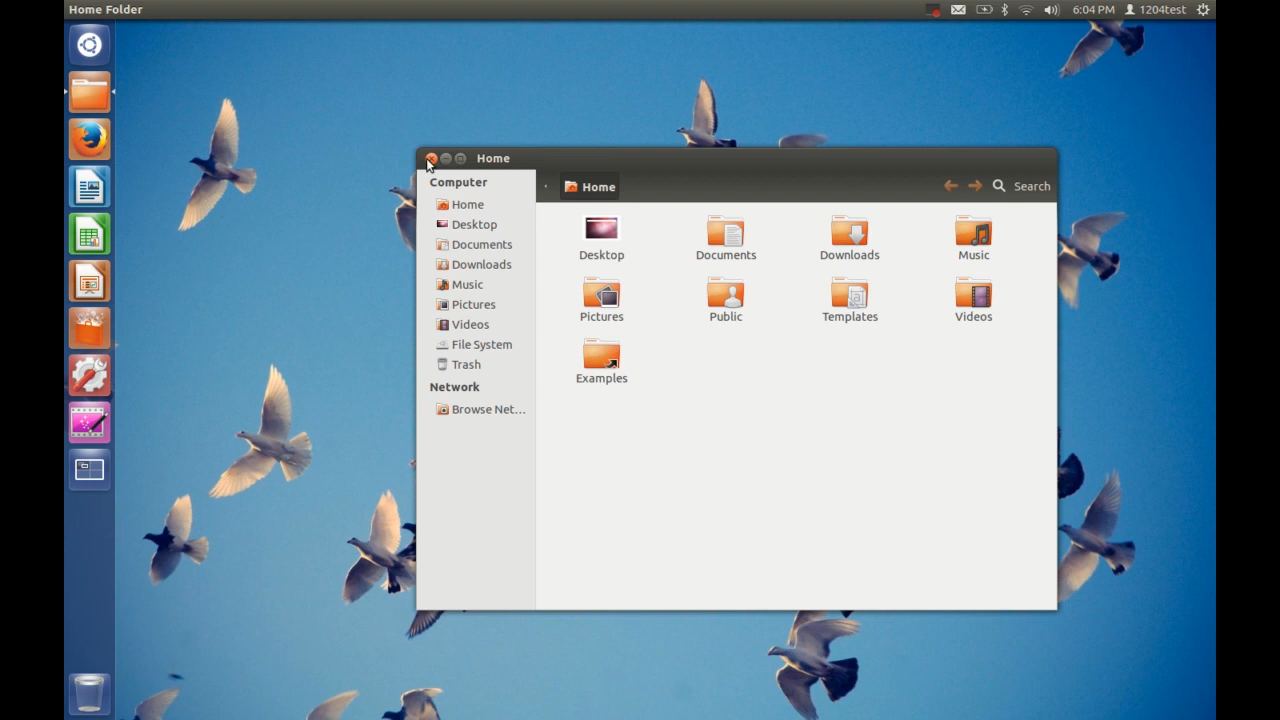 Home Folder
6:04 PM 1204test
Home
Computer
Home
Desktop
Documents
Downloads
Music
Pictures
Videos
File System
Trash
Network
Browse Net...
Home Search
Desktop Documents Downloads Music
Pictures Public Templates Videos
Examples